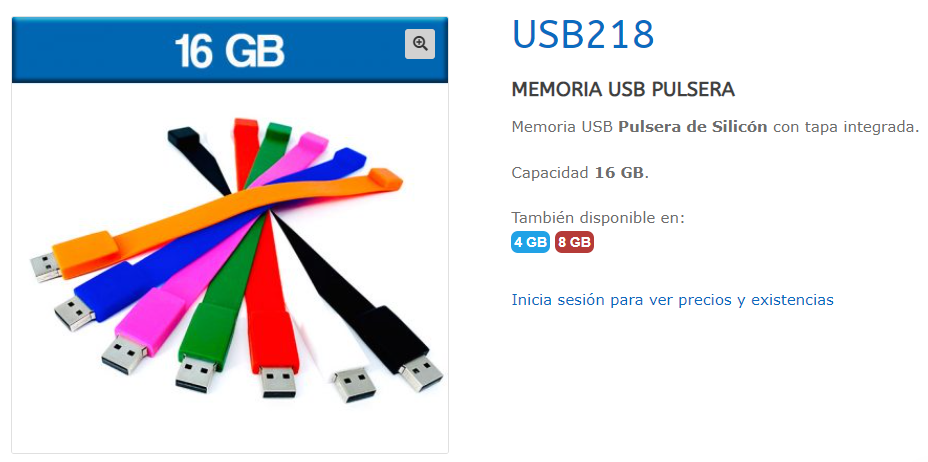 16 GB
USB218
MEMORIA USB PULSERA
Memoria USB Pulsera de Silicón con tapa integrada.
Capacidad 16 GB.
También disponible en:
4 GB 8 GB
Inicia sesión para ver precios y existencias